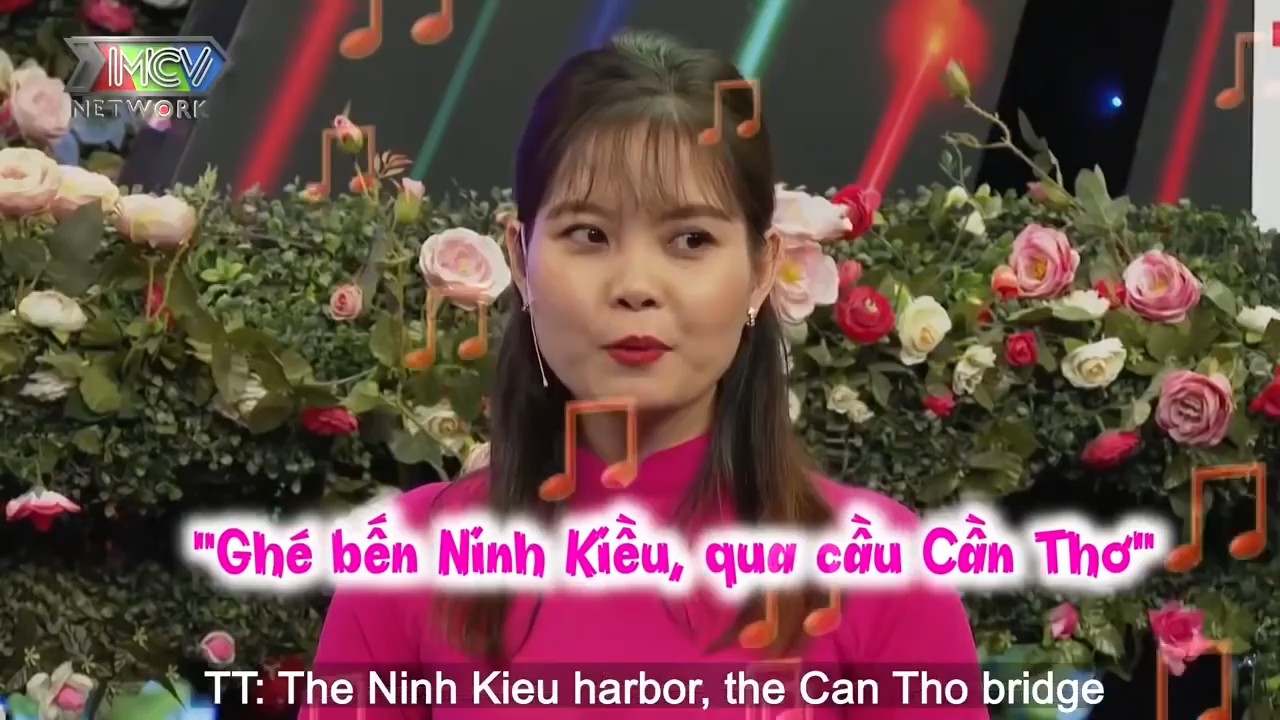 MCV
NETWORK
""Ghé bến Ninh Kiều, qua cầu Cần Thơ""
TT: The Ninh Kieu harbor, the Can Tho bridge